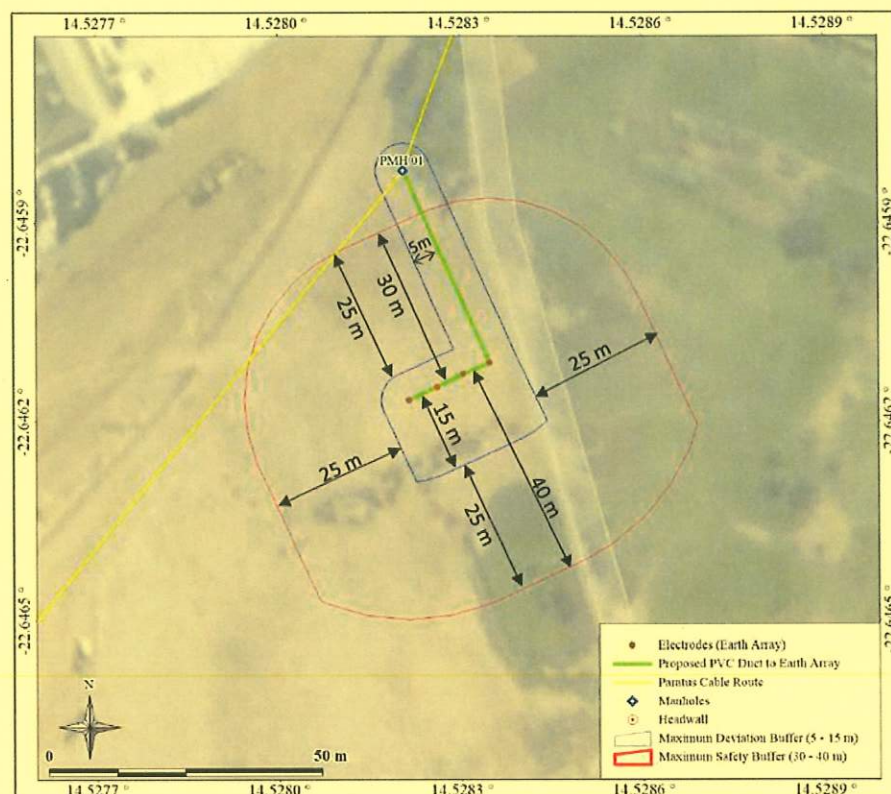 14.5277 °
14.5280 °
14.5283 °
14.5286 °
14.5289 °
PMH 01
-22.6459 °
-22.6459 °
5m
30 m
25 m
25 m
-22.6462 °
-22.6462 °
15 m
25 m
40 m
25 m
-22.6465 °
-22.6465 °
N
0
50 m
Electrodes (Earth Array)
Proposed PVC Duct to Earth Array
Paratus Cable Route
Manholes
Headwall
Maximum Deviation Buffer (5 - 15 m)
Maximum Safety Buffer (30 - 40 m)
14.5277 °
14.5280 °
14.5283 °
14.5286 °
14.5289 °